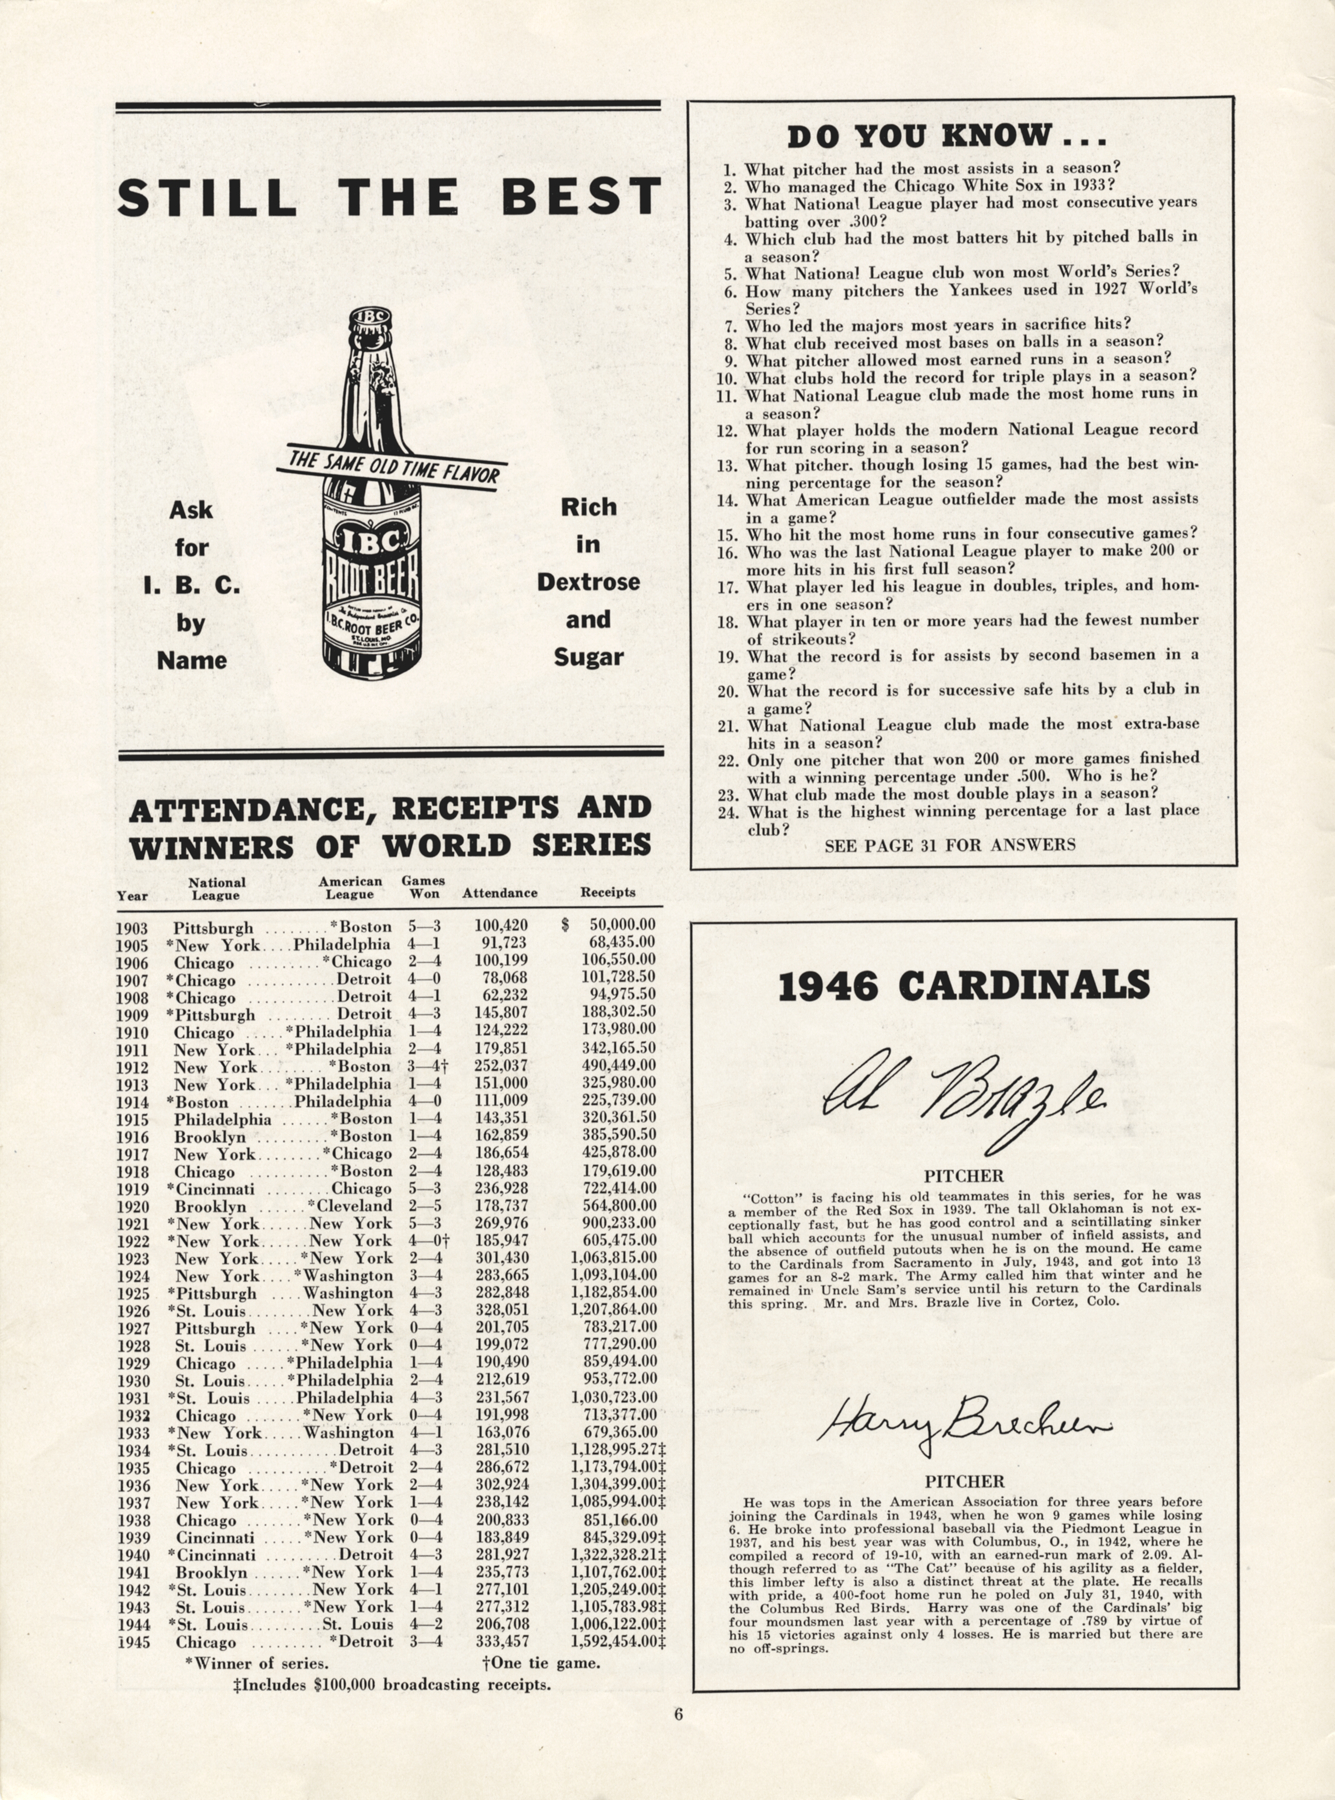 STILL THE BEST
IBC
THE SAME OLD TIME FLAVOR
Ask
for
I. B. C.
by
Name
IBC
ROOT BEER
I.B.C. ROOT BEER CO.
ST. LOUIS, MO.
Rich
in
Dextrose
and
Sugar
ATTENDANCE, RECEIPTS AND
WINNERS OF WORLD SERIES
Year National League American League Games Won Attendance Receipts
1903 Pittsburgh ........*Boston 5—3 100,420 $ 50,000.00
1905 *New York....Philadelphia 4—1 91,723 68,435.00
1906 Chicago .........*Chicago 2—4 100,199 106,550.00
1907 *Chicago ...........Detroit 4—0 78,068 101,728.50
1908 *Chicago ...........Detroit 4—1 62,232 94,975.50
1909 *Pittsburgh ........Detroit 4—3 145,807 188,302.50
1910 Chicago .....*Philadelphia 1—4 124,222 173,980.00
1911 New York... *Philadelphia 2—4 179,851 342,165.50
1912 New York........*Boston 3—4† 252,037 490,449.00
1913 New York... *Philadelphia 1—4 151,000 325,980.00
1914 *Boston .......Philadelphia 4—0 111,009 225,739.00
1915 Philadelphia ......*Boston 1—4 143,351 320,361.50
1916 Brooklyn .........*Boston 1—4 162,859 385,590.50
1917 New York........*Chicago 2—4 186,654 425,878.00
1918 Chicago ..........*Boston 2—4 128,483 179,619.00
1919 *Cincinnati ........Chicago 5—3 236,928 722,414.00
1920 Brooklyn ......*Cleveland 2—5 178,737 564,800.00
1921 *New York......New York 5—3 269,976 900,233.00
1922 *New York......New York 4—0† 185,947 605,475.00
1923 New York.....*New York 2—4 301,430 1,063,815.00
1924 New York....*Washington 3—4 283,665 1,093,104.00
1925 *Pittsburgh ....Washington 4—3 282,848 1,182,854.00
1926 *St. Louis........New York 4—3 328,051 1,207,864.00
1927 Pittsburgh ....*New York 0—4 201,705 783,217.00
1928 St. Louis ......*New York 0—4 199,072 777,290.00
1929 Chicago .....*Philadelphia 1—4 190,490 859,494.00
1930 St. Louis.....*Philadelphia 2—4 212,619 953,772.00
1931 *St. Louis .....Philadelphia 4—3 231,567 1,030,723.00
1932 Chicago .......*New York 0—4 191,998 713,377.00
1933 *New York.....Washington 4—1 163,076 679,365.00
1934 *St. Louis...........Detroit 4—3 281,510 1,128,995.27‡
1935 Chicago ..........*Detroit 2—4 286,672 1,173,794.00‡
1936 New York.....*New York 2—4 302,924 1,304,399.00‡
1937 New York.....*New York 1—4 238,142 1,085,994.00‡
1938 Chicago .......*New York 0—4 200,833 851,166.00
1939 Cincinnati .....*New York 0—4 183,849 845,329.09‡
1940 *Cincinnati .........Detroit 4—3 281,927 1,322,328.21‡
1941 Brooklyn .....*New York 1—4 235,773 1,107,762.00‡
1942 *St. Louis........New York 4—1 277,101 1,205,249.00‡
1943 St. Louis.......*New York 1—4 277,312 1,105,783.98‡
1944 *St. Louis.........St. Louis 4—2 206,708 1,006,122.00‡
1945 Chicago .........*Detroit 3—4 333,457 1,592,454.00‡
*Winner of series. †One tie game.
‡Includes $100,000 broadcasting receipts.
DO YOU KNOW...
1. What pitcher had the most assists in a season?
2. Who managed the Chicago White Sox in 1933?
3. What National League player had most consecutive years
batting over .300?
4. Which club had the most batters hit by pitched balls in
a season?
5. What National League club won most World's Series?
6. How many pitchers the Yankees used in 1927 World's
Series?
7. Who led the majors most years in sacrifice hits?
8. What club received most bases on balls in a season?
9. What pitcher allowed most earned runs in a season?
10. What clubs hold the record for triple plays in a season?
11. What National League club made the most home runs in
a season?
12. What player holds the modern National League record
for run scoring in a season?
13. What pitcher. though losing 15 games, had the best win-
ning percentage for the season?
14. What American League outfielder made the most assists
in a game?
15. Who hit the most home runs in four consecutive games?
16. Who was the last National League player to make 200 or
more hits in his first full season?
17. What player led his league in doubles, triples, and hom-
ers in one season?
18. What player in ten or more years had the fewest number
of strikeouts?
19. What the record is for assists by second basemen in a
game?
20. What the record is for successive safe hits by a club in
a game?
21. What National League club made the most extra-base
hits in a season?
22. Only one pitcher that won 200 or more games finished
with a winning percentage under .500. Who is he?
23. What club made the most double plays in a season?
24. What is the highest winning percentage for a last place
club?
SEE PAGE 31 FOR ANSWERS
1946 CARDINALS
Al Brazle
PITCHER
"Cotton" is facing his old teammates in this series, for he was
a member of the Red Sox in 1939. The tall Oklahoman is not ex-
ceptionally fast, but he has good control and a scintillating sinker
ball which accounts for the unusual number of infield assists, and
the absence of outfield putouts when he is on the mound. He came
to the Cardinals from Sacramento in July, 1943, and got into 13
games for an 8-2 mark. The Army called him that winter and he
remained in Uncle Sam's service until his return to the Cardinals
this spring. Mr. and Mrs. Brazle live in Cortez, Colo.
Harry Brecheen
PITCHER
He was tops in the American Association for three years before
joining the Cardinals in 1943, when he won 9 games while losing
6. He broke into professional baseball via the Piedmont League in
1937, and his best year was with Columbus, O., in 1942, where he
compiled a record of 19-10, with an earned-run mark of 2.09. Al-
though referred to as "The Cat" because of his agility as a fielder,
this limber lefty is also a distinct threat at the plate. He recalls
with pride, a 400-foot home run he poled on July 31, 1940, with
the Columbus Red Birds. Harry was one of the Cardinals' big
four moundsmen last year with a percentage of .789 by virtue of
his 15 victories against only 4 losses. He is married but there are
no off-springs.
6